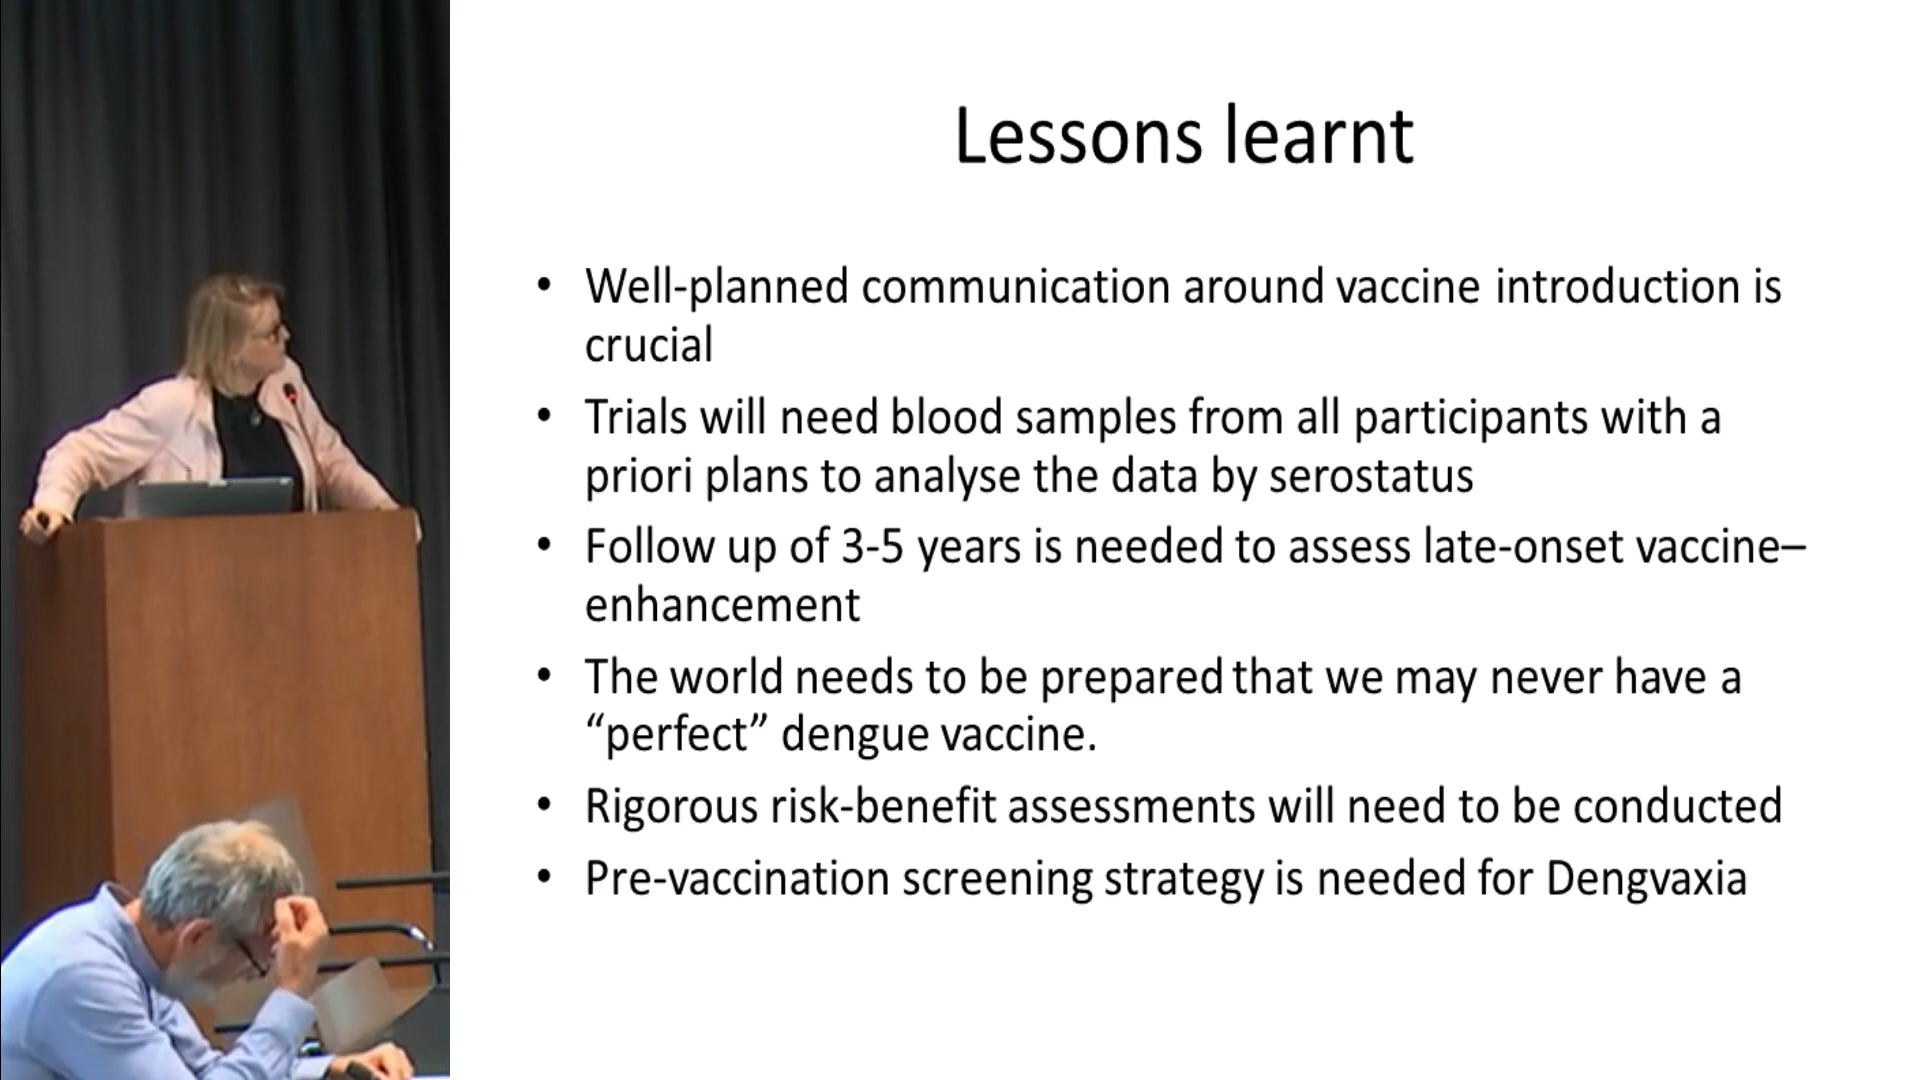 Lessons learnt
• Well-planned communication around vaccine introduction is
crucial
• Trials will need blood samples from all participants with a
priori plans to analyse the data by serostatus
• Follow up of 3-5 years is needed to assess late-onset vaccine–
enhancement
• The world needs to be prepared that we may never have a
“perfect” dengue vaccine.
• Rigorous risk-benefit assessments will need to be conducted
• Pre-vaccination screening strategy is needed for Dengvaxia